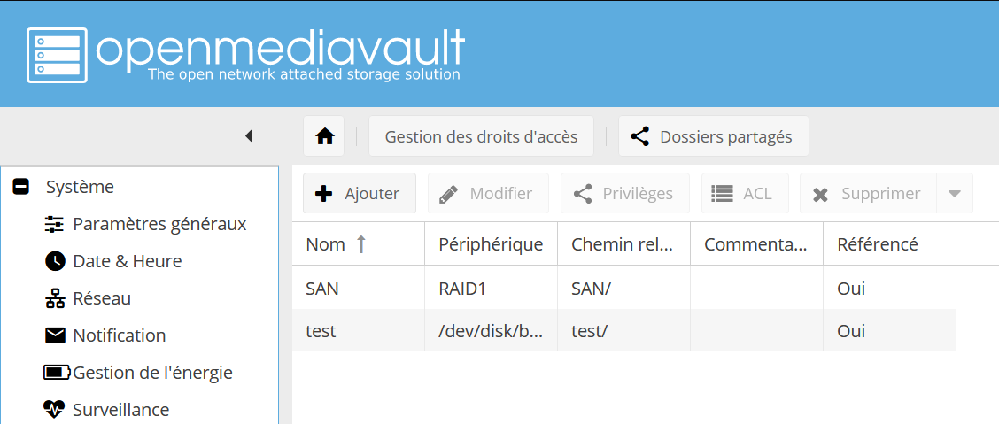 openmediavault
The open network attached storage solution
Gestion des droits d'accès
Dossiers partagés
Système
Paramètres généraux
Date & Heure
Réseau
Notification
Gestion de l'énergie
Surveillance
Ajouter
Modifier
Privilèges
ACL
Supprimer
Nom Périphérique Chemin rel... Commenta... Référencé
SAN RAID1 SAN/ Oui
test /dev/disk/b... test/ Oui